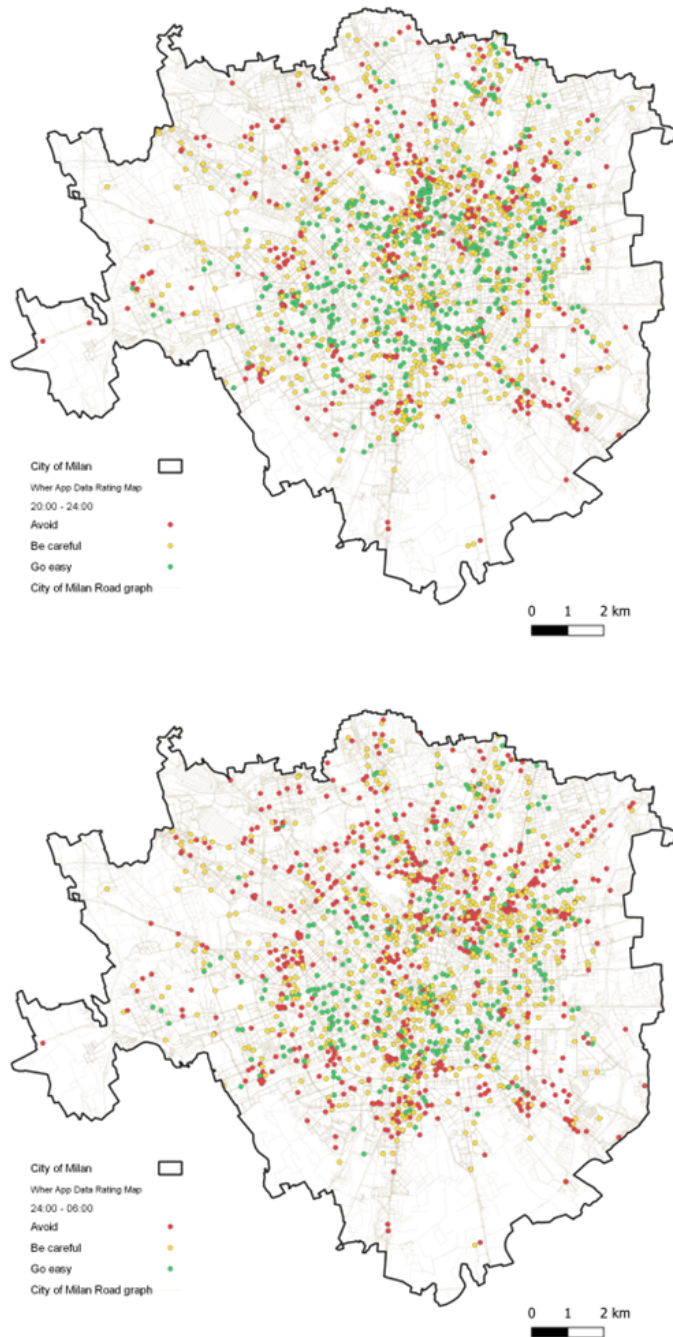 City of Milan
Wher App Data Rating Map
20:00 - 24:00
Avoid
Be careful
Go easy
City of Milan Road graph
0 1 2 km
City of Milan
Wher App Data Rating Map
24:00 - 06:00
Avoid
Be careful
Go easy
City of Milan Road graph
0 1 2 km